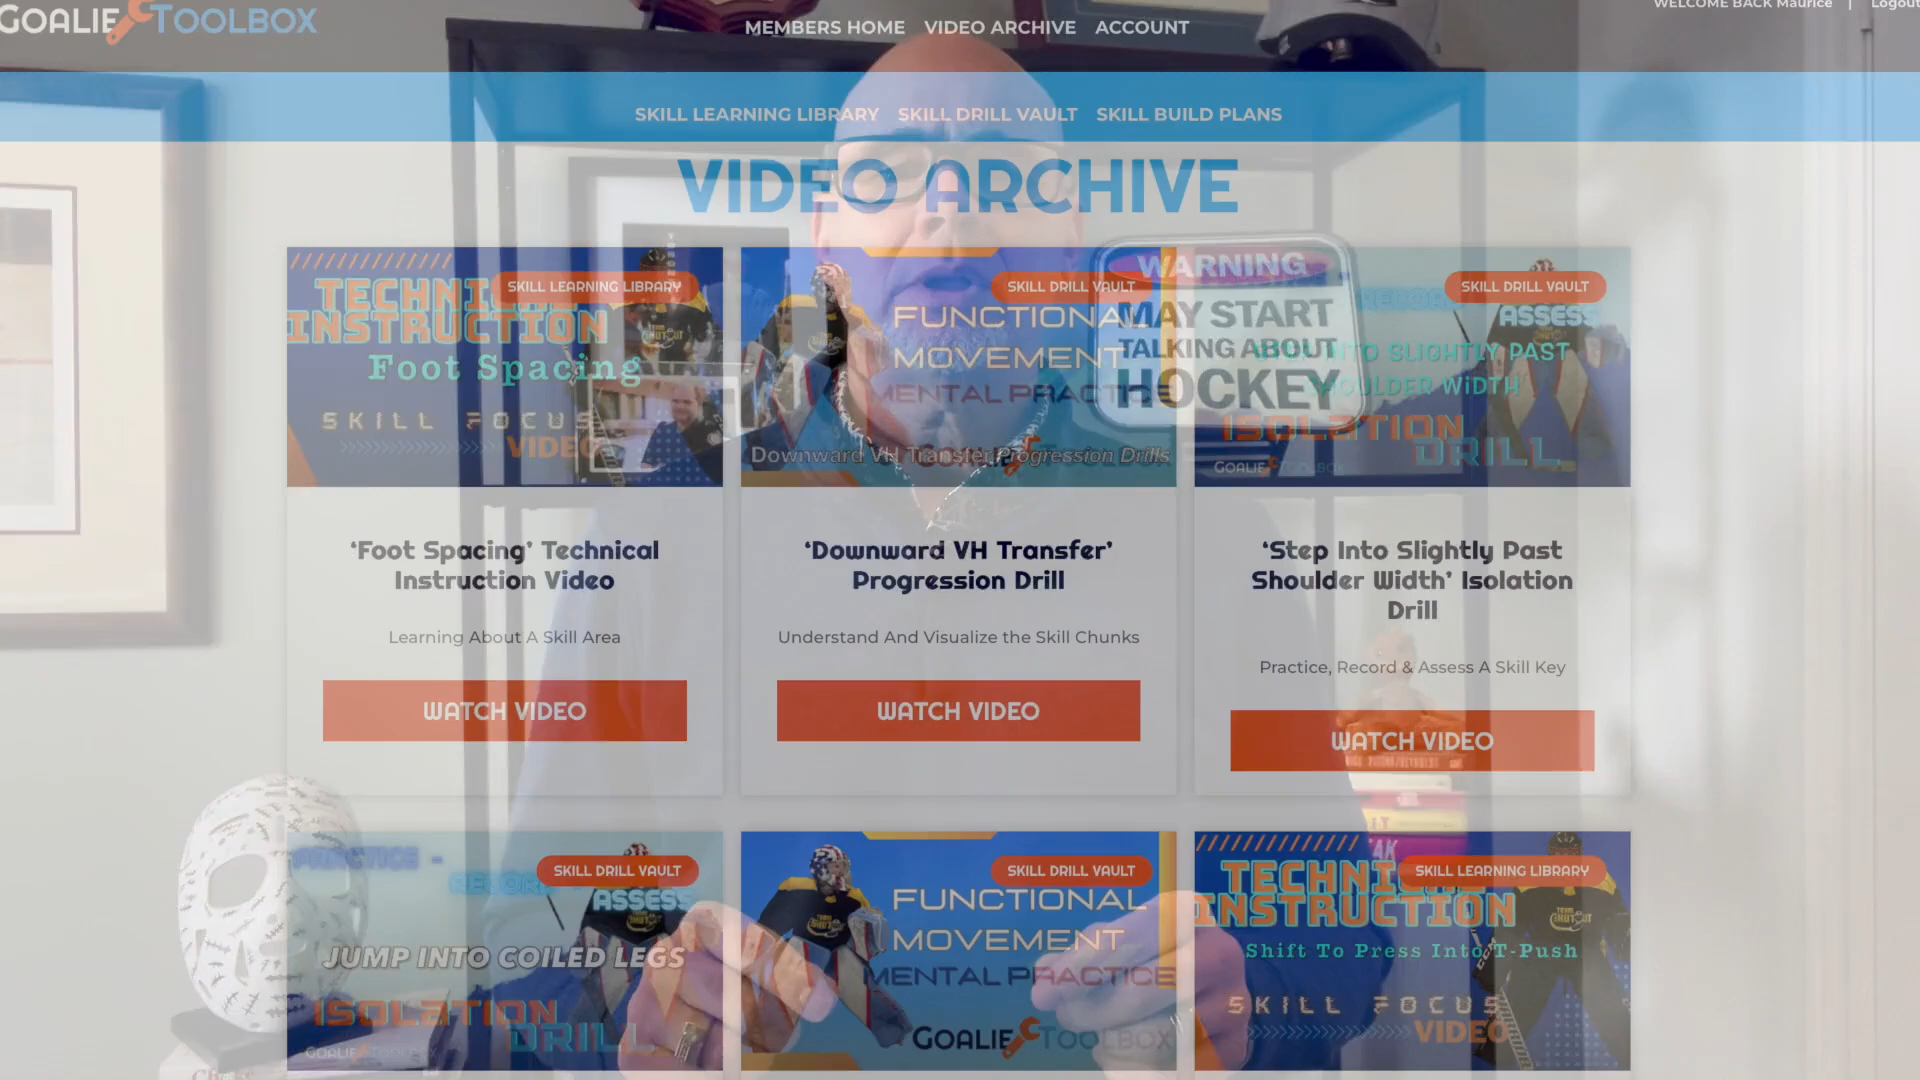 GOALIE TOOLBOX
MEMBERS HOME VIDEO ARCHIVE ACCOUNT
WELCOME BACK Maurice | Logout
SKILL LEARNING LIBRARY SKILL DRILL VAULT SKILL BUILD PLANS
VIDEO ARCHIVE
SKILL LEARNING LIBRARY
TECHNICAL
INSTRUCTION
Foot Spacing
SKILL FOCUS
VIDEO
SKILL DRILL VAULT
FUNCTIONAL
MOVEMENT
MENTAL PRACTICE
Downward VH Transfer Progression Drills
WARNING
MAY START
TALKING ABOUT
HOCKEY
SKILL DRILL VAULT
RECORD
ASSESS
STEP INTO SLIGHTLY PAST
SHOULDER WIDTH
ISOLATION
DRILL
GOALIE TOOLBOX
‘Foot Spacing’ Technical
Instruction Video
Learning About A Skill Area
WATCH VIDEO
‘Downward VH Transfer’
Progression Drill
Understand And Visualize the Skill Chunks
WATCH VIDEO
‘Step Into Slightly Past
Shoulder Width’ Isolation
Drill
Practice, Record & Assess A Skill Key
WATCH VIDEO
SKILL DRILL VAULT
PRACTICE -
RECORD
ASSESS
JUMP INTO COILED LEGS
ISOLATION
DRILL
GOALIE TOOLBOX
SKILL DRILL VAULT
FUNCTIONAL
MOVEMENT
MENTAL PRACTICE
GOALIE TOOLBOX
SKILL LEARNING LIBRARY
TECHNICAL
INSTRUCTION
Shift To Press Into T-Push
SKILL FOCUS
VIDEO